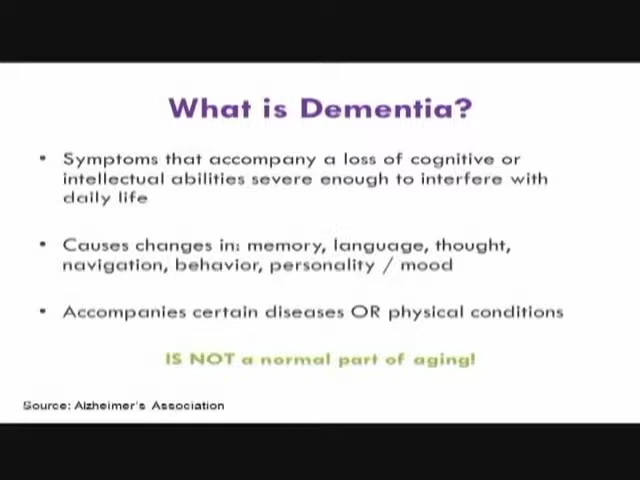 What is Dementia?
• Symptoms that accompany a loss of cognitive or
intellectual abilities severe enough to interfere with
daily life
• Causes changes in: memory, language, thought,
navigation, behavior, personality / mood
• Accompanies certain diseases OR physical conditions
IS NOT a normal part of aging!
Source: Alzheimer's Association